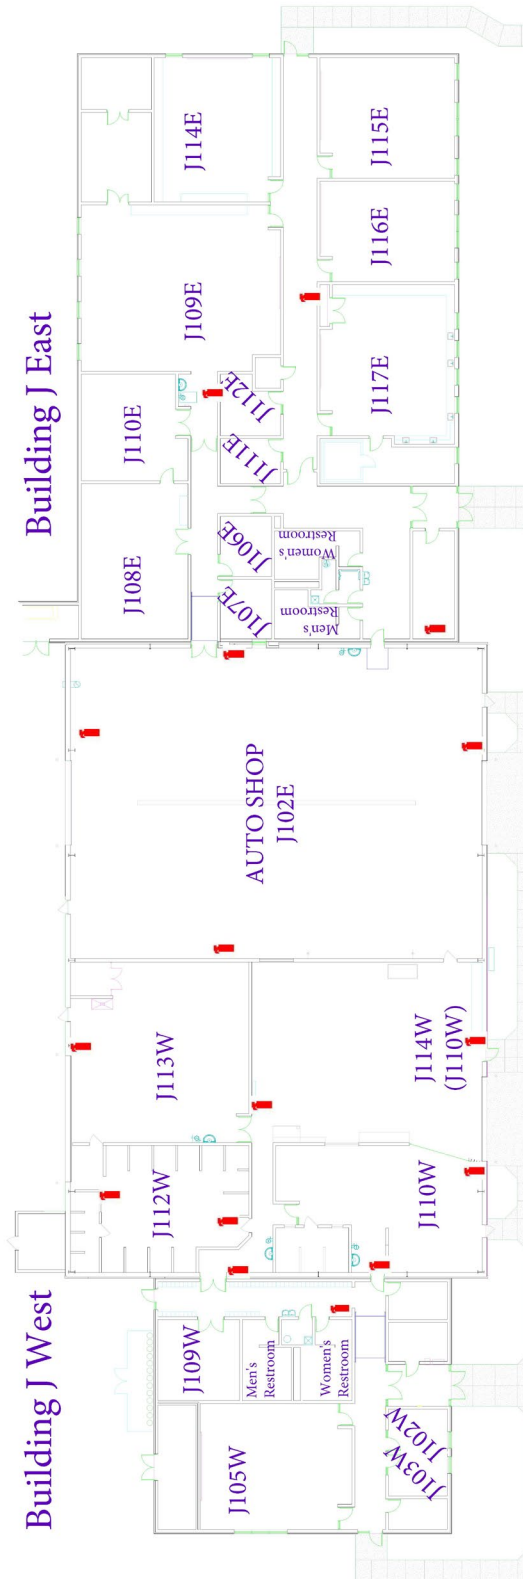 Building J East
J114E
J115E
J116E
J109E
J117E
J112E
J110E
J111E
J106E
Women's
Restroom
J108E
J107E
Men's
Restroom
AUTO SHOP
J102E
J113W
J114W
(J110W)
J112W
J110W
Building J West
J109W
Men's
Restroom
Women's
Restroom
J105W
J103W
J102W